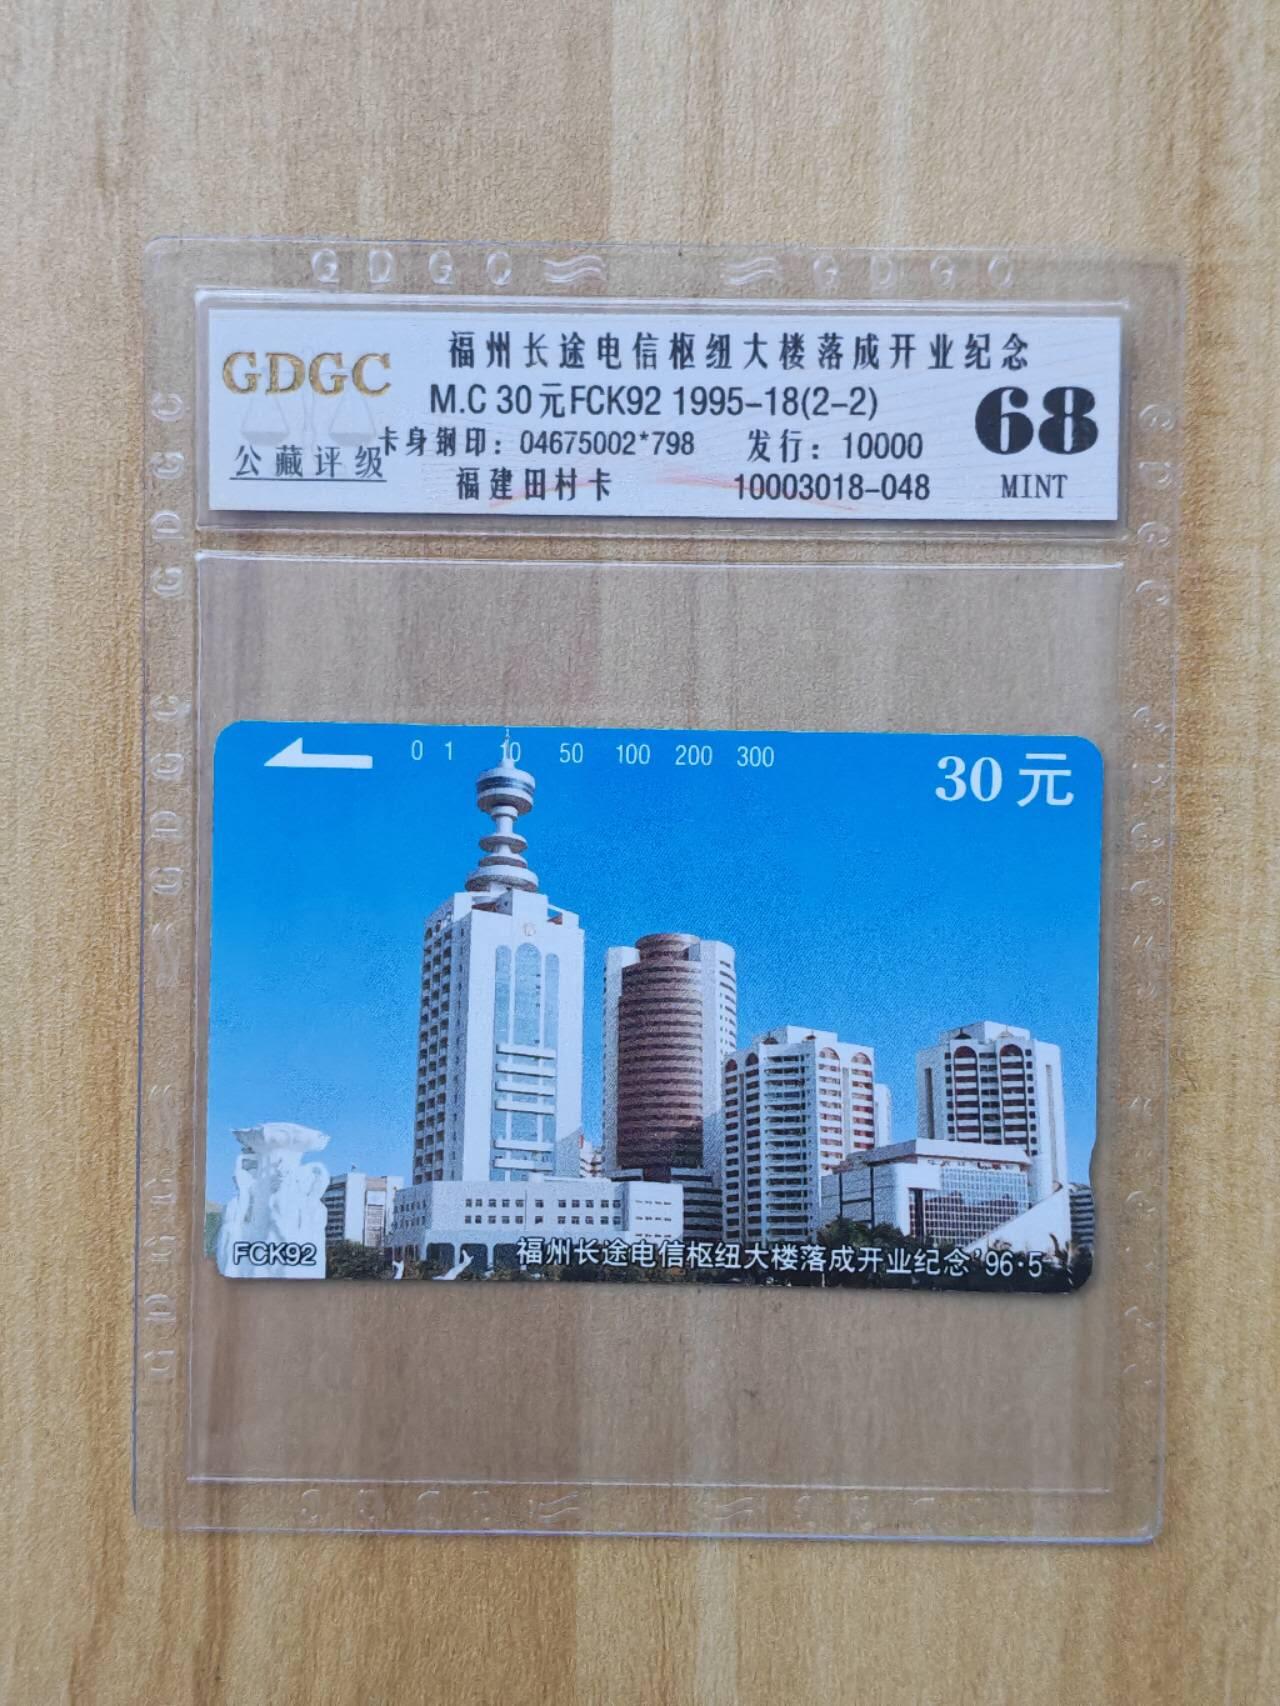 GDGC GDGC
福州长途电信枢纽大楼落成开业纪念
GDGC
M.C 30元FCK92 1995-18(2-2)
68
卡身钢印：04675002*798 发行：10000
公藏评级
福建田村卡 10003018-048
MINT
0 1 10 50 100 200 300
30元
FCK92
福州长途电信枢纽大楼落成开业纪念 '96·5